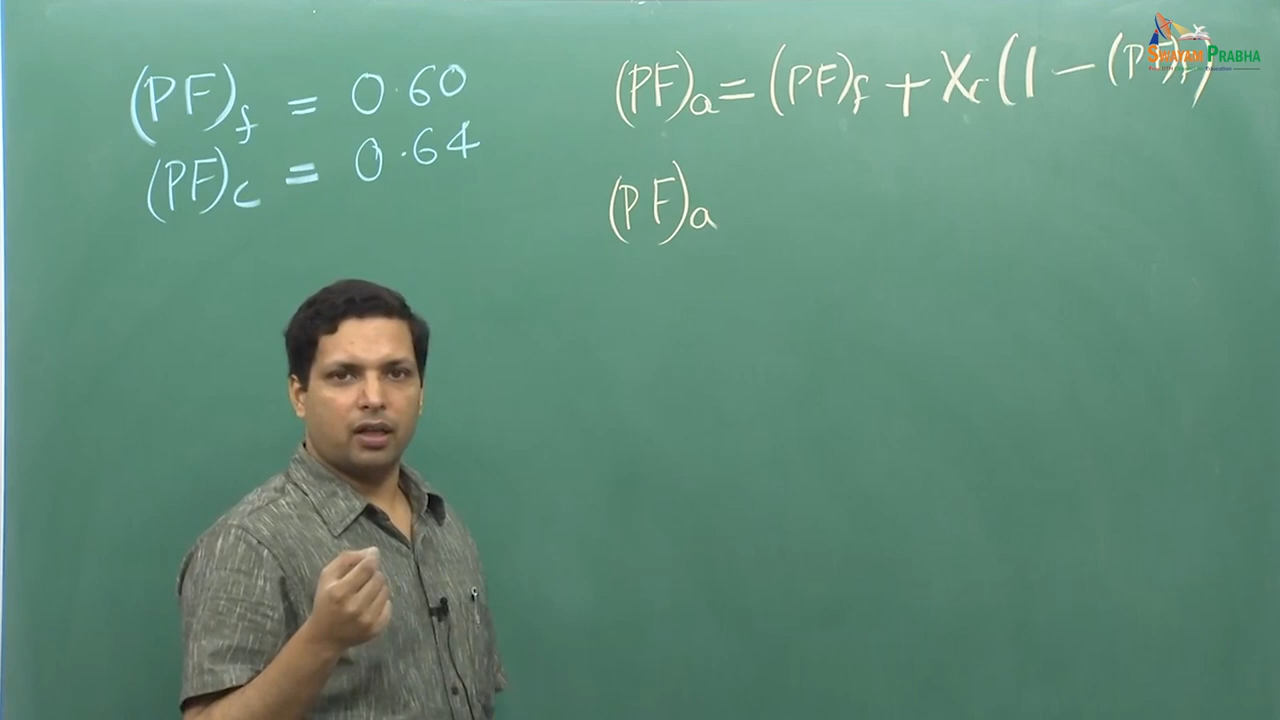 (PF)f = 0.60
(PF)c = 0.64
(PF)a = (PF)f + Xc (1 - (PF)f)
(PF)a
SWAYAM PRABHA